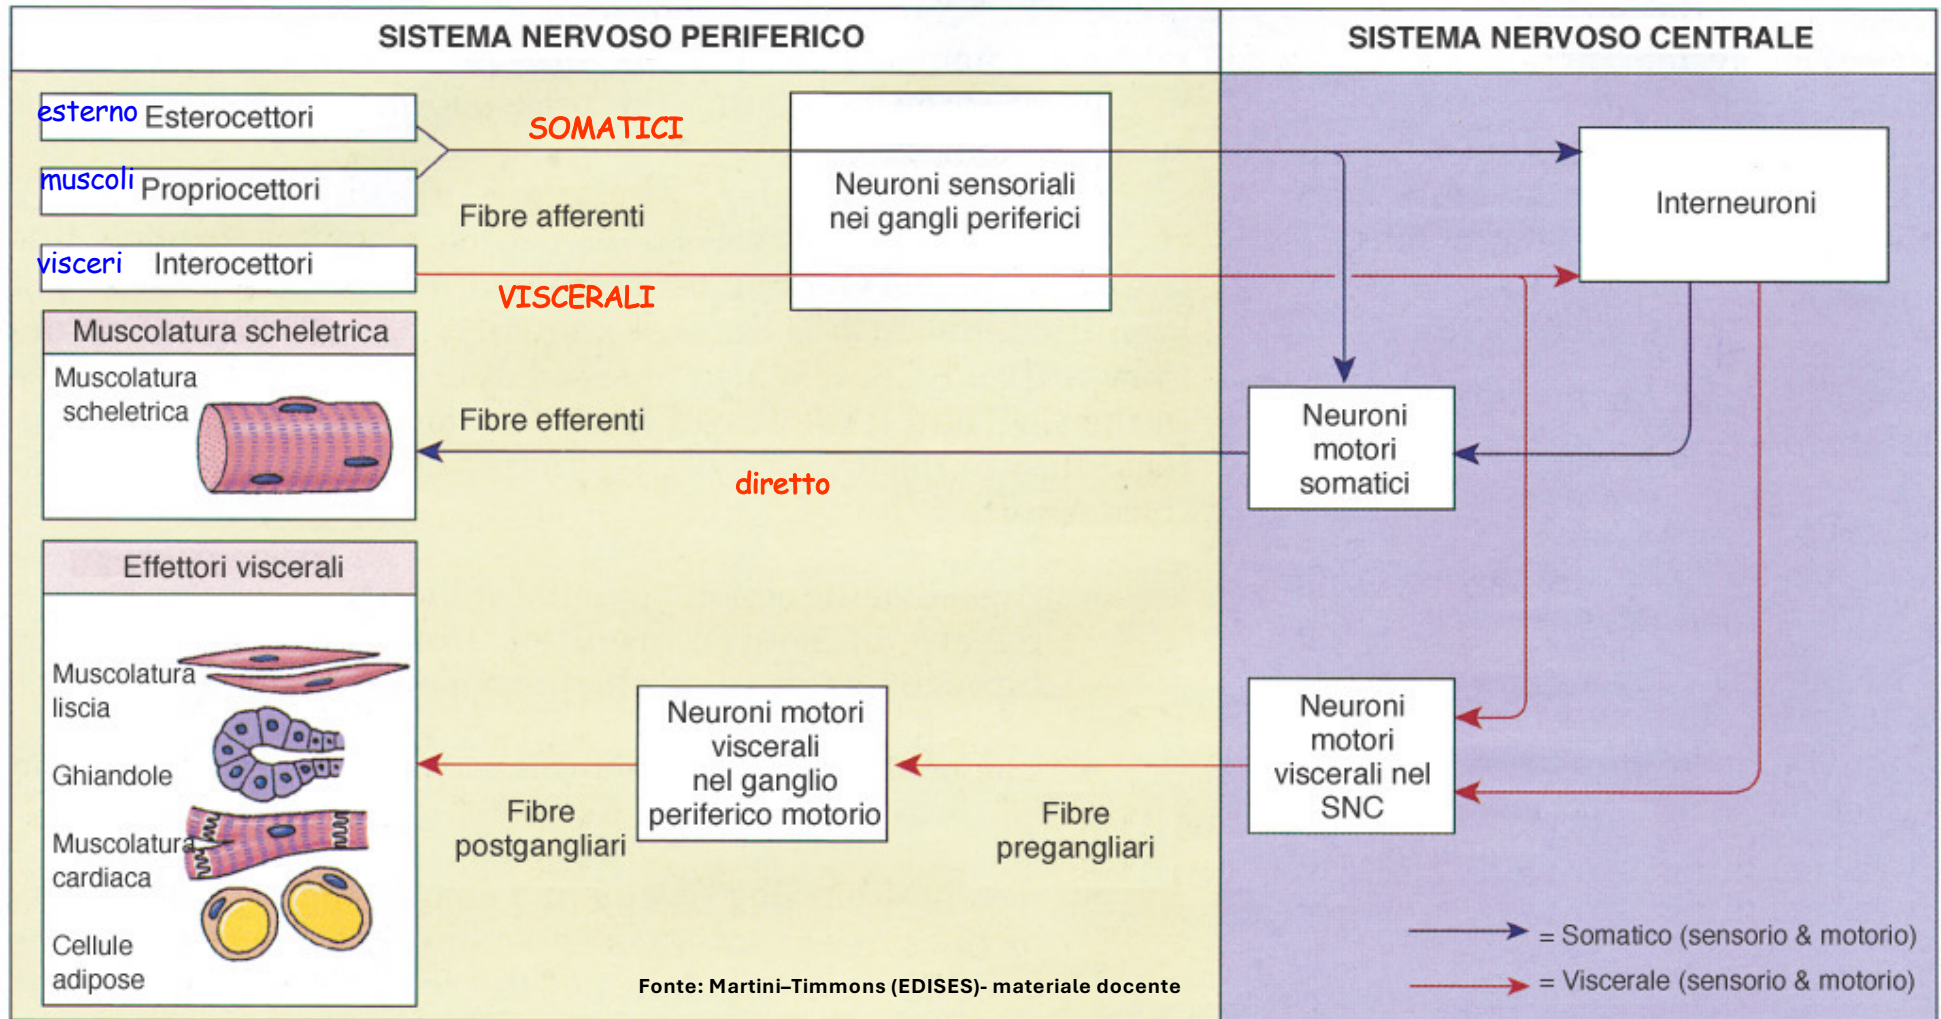 SISTEMA NERVOSO PERIFERICO
SISTEMA NERVOSO CENTRALE
esterno Esterocettori
SOMATICI
muscoli Propriocettori
Fibre afferenti
Neuroni sensoriali
nei gangli periferici
Interneuroni
visceri Interocettori
VISCERALI
Muscolatura scheletrica
Muscolatura
scheletrica
Fibre efferenti
diretto
Neuroni
motori
somatici
Effettori viscerali
Muscolatura
liscia
Ghiandole
Muscolatura
cardiaca
Cellule
adipose
Fibre
postgangliari
Neuroni motori
viscerali
nel ganglio
periferico motorio
Fibre
pregangliari
Neuroni
motori
viscerali nel
SNC
= Somatico (sensorio & motorio)
= Viscerale (sensorio & motorio)
Fonte: Martini–Timmons (EDISES)- materiale docente